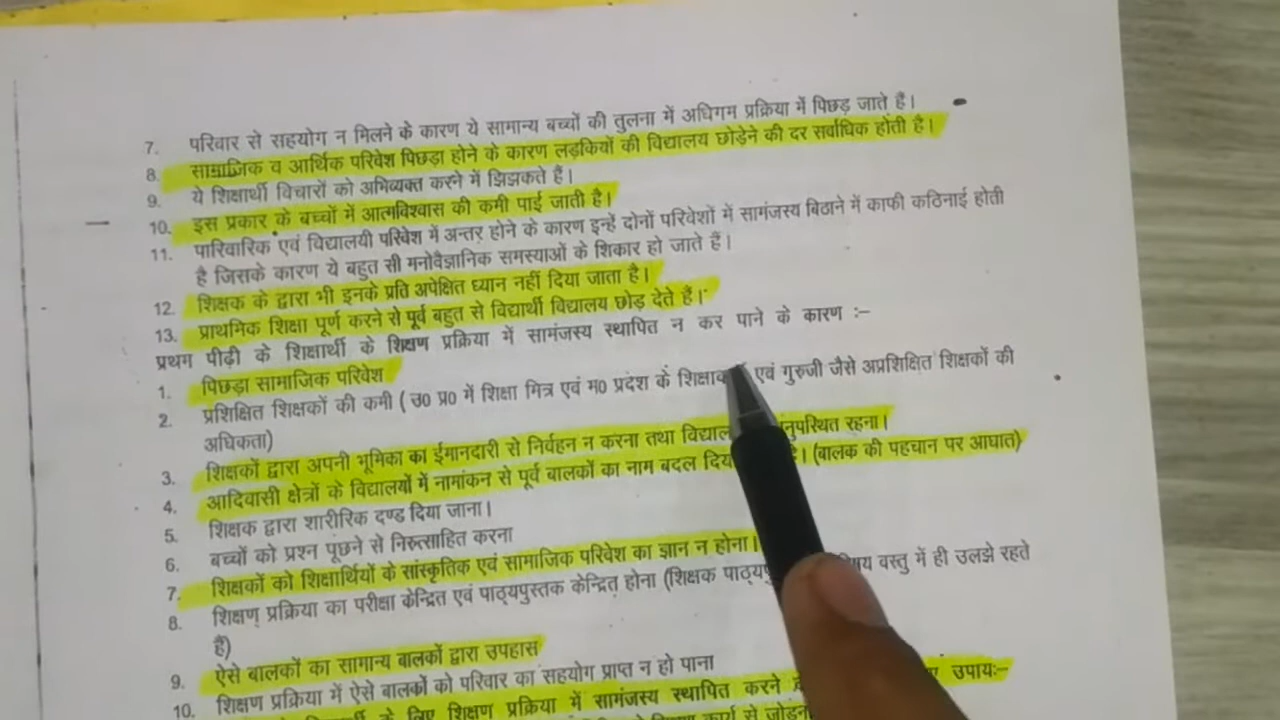 7. परिवार से सहयोग न मिलने के कारण ये सामान्य बच्चों की तुलना में अधिगम प्रक्रिया में पिछड़ जाते हैं।
8. सामाजिक व आर्थिक परिवेश पिछड़ा होने के कारण लड़कियों की विद्यालय छोड़ेने की दर सर्वाधिक होती है।
9. ये शिक्षार्थी विचारों को अभिव्यक्त करने में झिझकते हैं।
10. इस प्रकार के बच्चों में आत्मविश्वास की कमी पाई जाती है।
11. पारिवारिक एवं विद्यालयी परिवेश में अन्तर होने के कारण इन्हें दोनों परिवेशों में सामंजस्य बिठाने में काफी कठिनाई होती
है जिसके कारण ये बहुत सी मनोवैज्ञानिक समस्याओं के शिकार हो जाते हैं।
12. शिक्षक के द्वारा भी इनके प्रति अपेक्षित ध्यान नहीं दिया जाता है।
13. प्राथमिक शिक्षा पूर्ण करने से पूर्व बहुत से विद्यार्थी विद्यालय छोड़ देते हैं।
प्रथम पीढ़ी के शिक्षार्थी के शिक्षण प्रक्रिया में सामंजस्य स्थापित न कर पाने के कारण :–
1. पिछड़ा सामाजिक परिवेश
2. प्रशिक्षित शिक्षकों की कमी ( उ0 प्र0 में शिक्षा मित्र एवं म0 प्रदेश के एवं गुरुजी जैसे अप्रशिक्षित शिक्षकों की
अधिकता)
3. शिक्षकों द्वारा अपनी भूमिका का ईमानदारी से निर्वहन न करना तथा रहना।
4. आदिवासी क्षेत्रों के विद्यालयों में नामांकन से पूर्व बालकों का नाम बदल है। (बालक की पहचान पर आघात)
5. शिक्षक द्वारा शारीरिक दण्ड दिया जाना।
6. बच्चों को प्रश्न पूछने से निरुत्साहित करना
7. शिक्षकों को शिक्षार्थियों के सांस्कृतिक एवं सामाजिक परिवेश का ज्ञान न होना।
8. शिक्षण् प्रक्रिया का परीक्षा केन्द्रित एवं पाठ्यपुस्तक केन्द्रित होना (शिक्षक वस्तु में ही उलझे रहते
हैं)
9. ऐसे बालकों का सामान्य बालकों द्वारा उपहास
10. शिक्षण प्रक्रिया में ऐसे बालकों को परिवार का सहयोग प्राप्त न हो पाना
के लिए शिक्षण प्रक्रिया में सामंजस्य स्थापित करने उपायः–
कार्य से